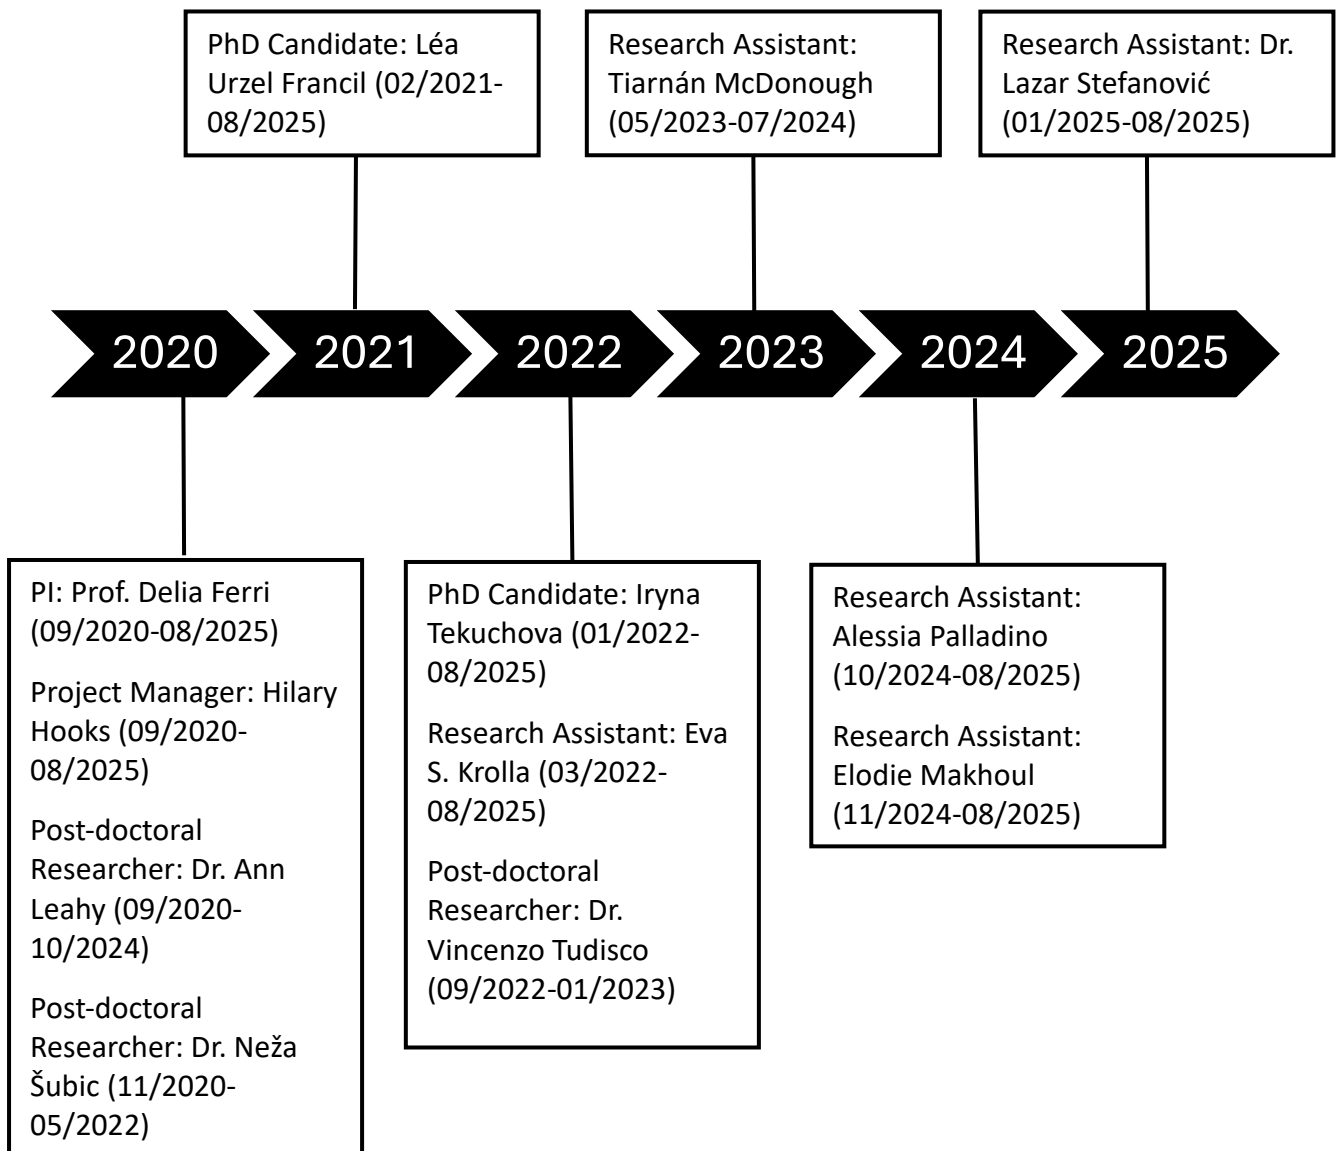 PhD Candidate: Léa
Urzel Francil (02/2021-
08/2025)
Research Assistant:
Tiarnán McDonough
(05/2023-07/2024)
Research Assistant: Dr.
Lazar Stefanović
(01/2025-08/2025)
2020
2021
2022
2023
2024
2025
PI: Prof. Delia Ferri
(09/2020-08/2025)
Project Manager: Hilary
Hooks (09/2020-
08/2025)
Post-doctoral
Researcher: Dr. Ann
Leahy (09/2020-
10/2024)
Post-doctoral
Researcher: Dr. Neža
Šubic (11/2020-
05/2022)
PhD Candidate: Iryna
Tekuchova (01/2022-
08/2025)
Research Assistant: Eva
S. Krolla (03/2022-
08/2025)
Post-doctoral
Researcher: Dr.
Vincenzo Tudisco
(09/2022-01/2023)
Research Assistant:
Alessia Palladino
(10/2024-08/2025)
Research Assistant:
Elodie Makhoul
(11/2024-08/2025)